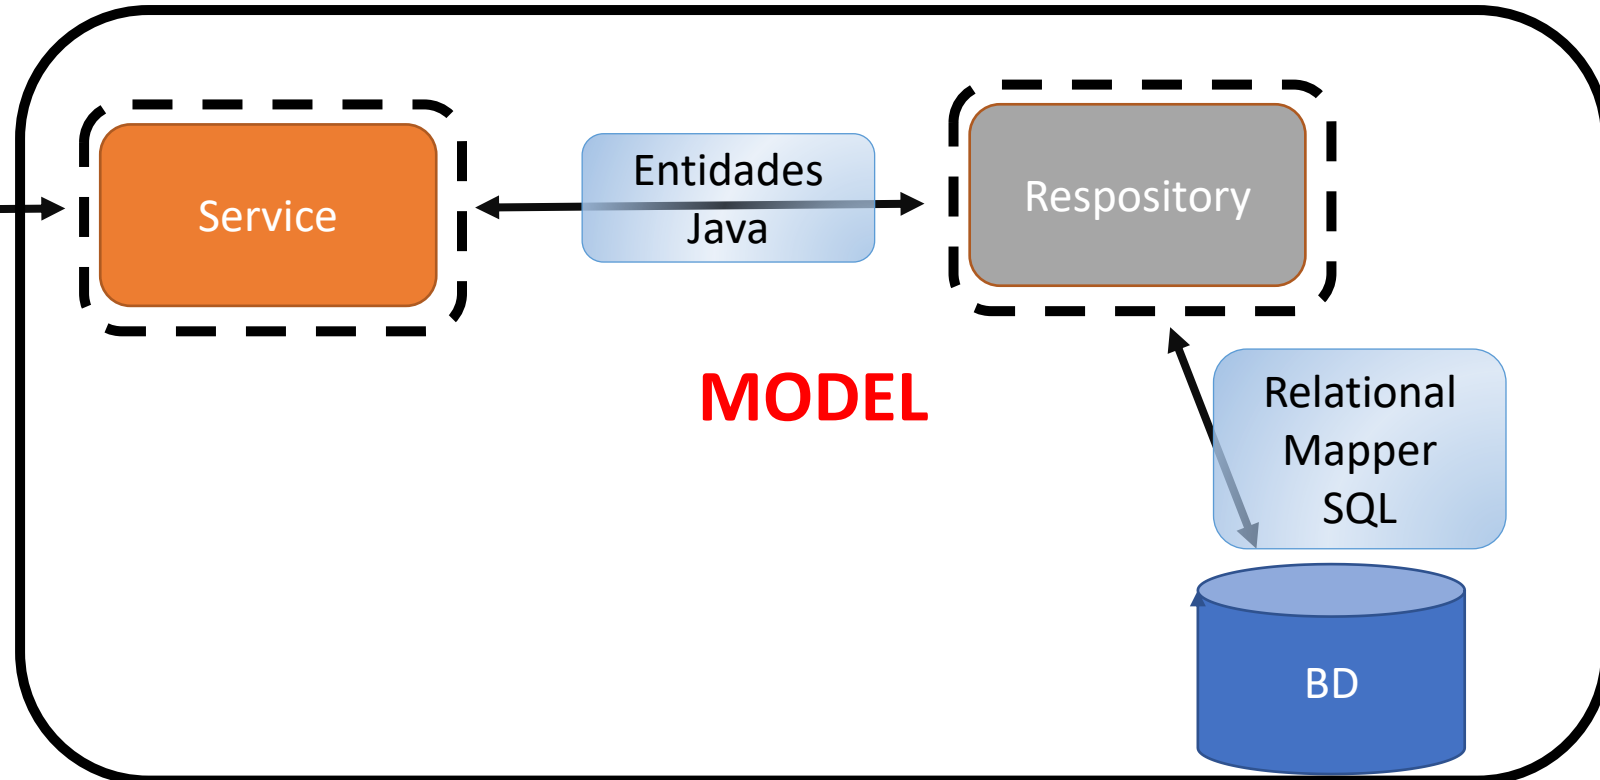 Service
Entidades
Java
Respository
MODEL
Relational
Mapper
SQL
BD